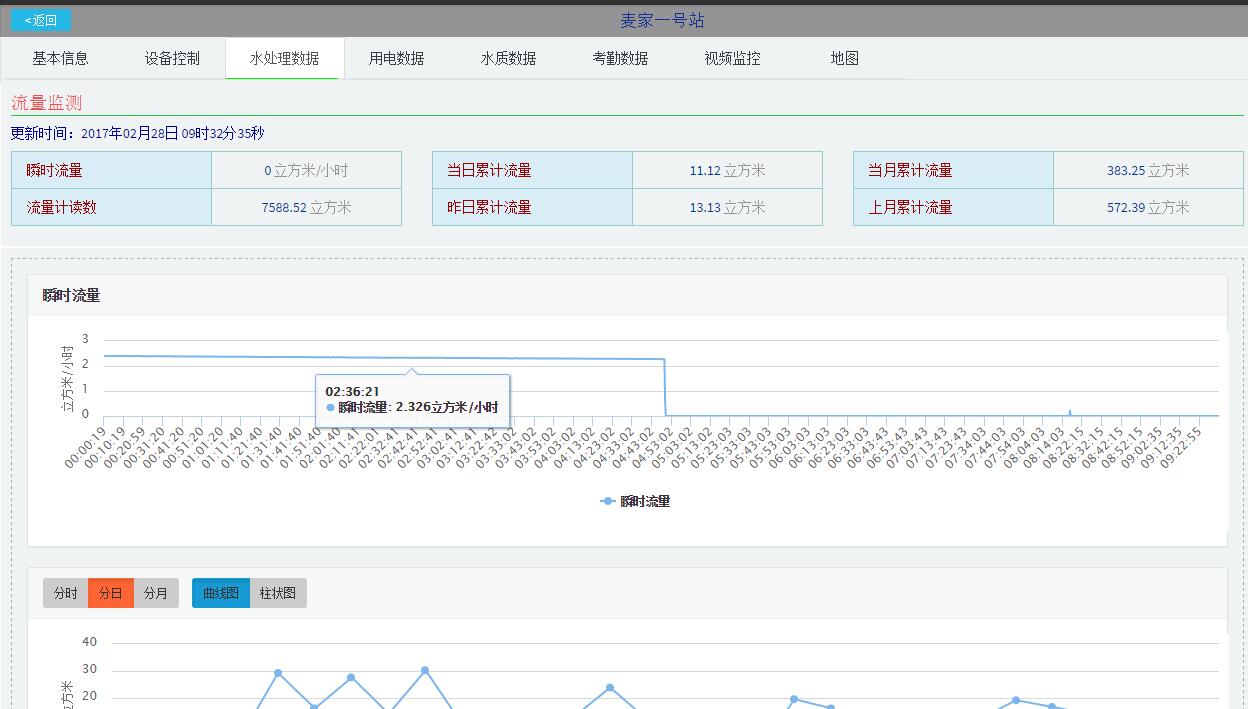 <返回
麦家一号站
基本信息 设备控制 水处理数据 用电数据 水质数据 考勤数据 视频监控 地图
流量监测
更新时间：2017年02月28日 09时32分35秒
瞬时流量 0 立方米/小时 当日累计流量 11.12 立方米 当月累计流量 383.25 立方米
流量计读数 7588.52 立方米 昨日累计流量 13.13 立方米 上月累计流量 572.39 立方米
瞬时流量
立方米/小时
3
2
1
0
02:36:21
瞬时流量: 2.326立方米/小时
00:00:19 00:10:19 00:20:59 00:31:20 00:41:20 00:51:20 01:01:20 01:11:40 01:21:40 01:31:40 01:41:40 01:51:40 02:01:40 02:11:41 02:22:01 02:32:41 02:42:41 02:52:41 03:02:41 03:12:41 03:22:42 03:33:02 03:43:02 03:53:02 04:03:02 04:13:02 04:23:02 04:33:02 04:43:02 04:53:02 05:03:02 05:13:02 05:23:03 05:33:03 05:43:03 05:53:03 06:03:03 06:15:03 06:23:03 06:33:03 06:43:43 06:53:43 07:03:43 07:13:43 07:23:43 07:34:03 07:44:03 07:54:03 08:04:03 08:14:03 08:22:15 08:32:15 08:42:15 08:52:15 09:02:35 09:12:35 09:22:55
瞬时流量
分时 分日 分月 曲线图 柱状图
40
30
20
方米